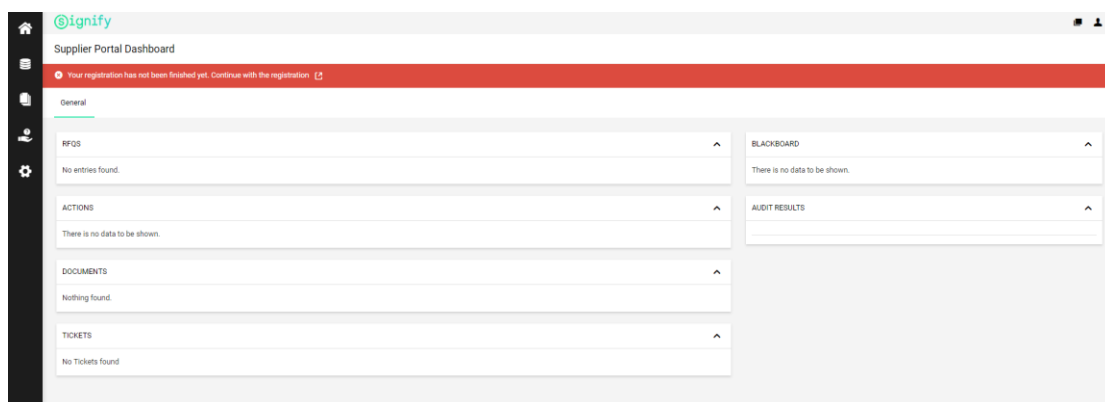 Signify
Supplier Portal Dashboard
Your registration has not been finished yet. Continue with the registration
General
RFQS
No entries found.
ACTIONS
There is no data to be shown.
DOCUMENTS
Nothing found.
TICKETS
No Tickets found
BLACKBOARD
There is no data to be shown.
AUDIT RESULTS